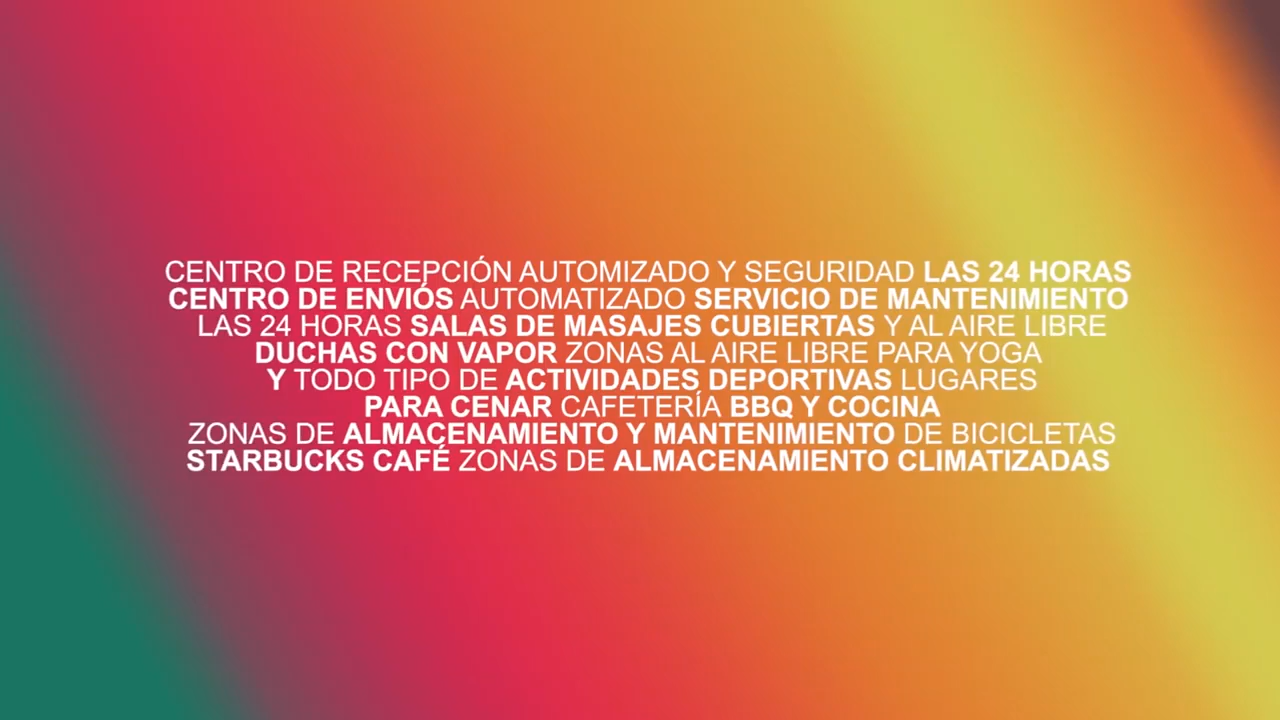 CENTRO DE RECEPCIÓN AUTOMIZADO Y SEGURIDAD LAS 24 HORAS
CENTRO DE ENVIÓS AUTOMATIZADO SERVICIO DE MANTENIMIENTO
LAS 24 HORAS SALAS DE MASAJES CUBIERTAS Y AL AIRE LIBRE
DUCHAS CON VAPOR ZONAS AL AIRE LIBRE PARA YOGA
Y TODO TIPO DE ACTIVIDADES DEPORTIVAS LUGARES
PARA CENAR CAFETERÍA BBQ Y COCINA
ZONAS DE ALMACENAMIENTO Y MANTENIMIENTO DE BICICLETAS
STARBUCKS CAFÉ ZONAS DE ALMACENAMIENTO CLIMATIZADAS